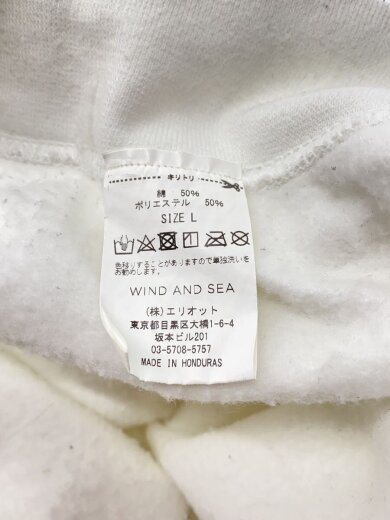 キリトリ
綿 50%
ポリエステル 50%
SIZE L
色移りすることがありますので単独洗いを
お勧めします。
WIND AND SEA
(株)エリオット
東京都目黒区大橋1-6-4
坂本ビル201
03-5708-5757
MADE IN HONDURAS